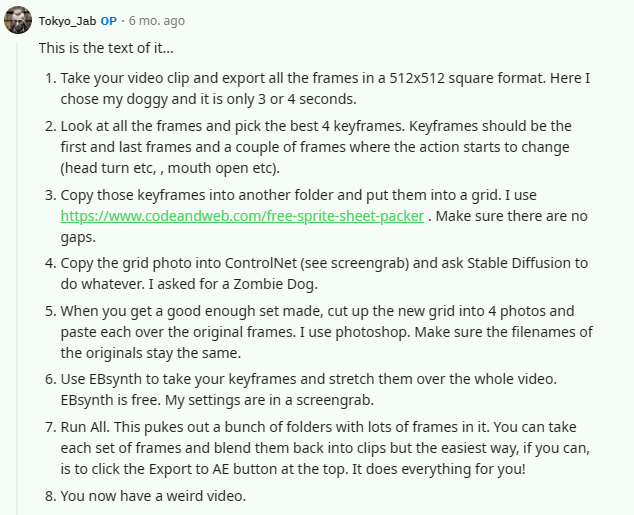 Tokyo_Jab OP · 6 mo. ago
This is the text of it...
1. Take your video clip and export all the frames in a 512x512 square format. Here I
chose my doggy and it is only 3 or 4 seconds.
2. Look at all the frames and pick the best 4 keyframes. Keyframes should be the
first and last frames and a couple of frames where the action starts to change
(head turn etc, , mouth open etc).
3. Copy those keyframes into another folder and put them into a grid. I use
https://www.codeandweb.com/free-sprite-sheet-packer . Make sure there are no
gaps.
4. Copy the grid photo into ControlNet (see screengrab) and ask Stable Diffusion to
do whatever. I asked for a Zombie Dog.
5. When you get a good enough set made, cut up the new grid into 4 photos and
paste each over the original frames. I use photoshop. Make sure the filenames of
the originals stay the same.
6. Use EBsynth to take your keyframes and stretch them over the whole video.
EBsynth is free. My settings are in a screengrab.
7. Run All. This pukes out a bunch of folders with lots of frames in it. You can take
each set of frames and blend them back into clips but the easiest way, if you can,
is to click the Export to AE button at the top. It does everything for you!
8. You now have a weird video.